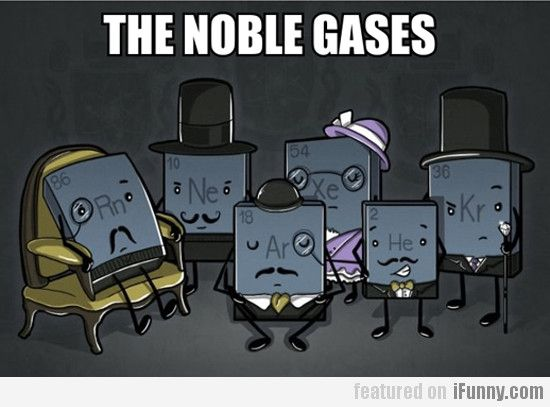 THE NOBLE GASES
86
Rn
10
Ne
54
Xe
18
Ar
2
He
36
Kr
featured on iFunny.com